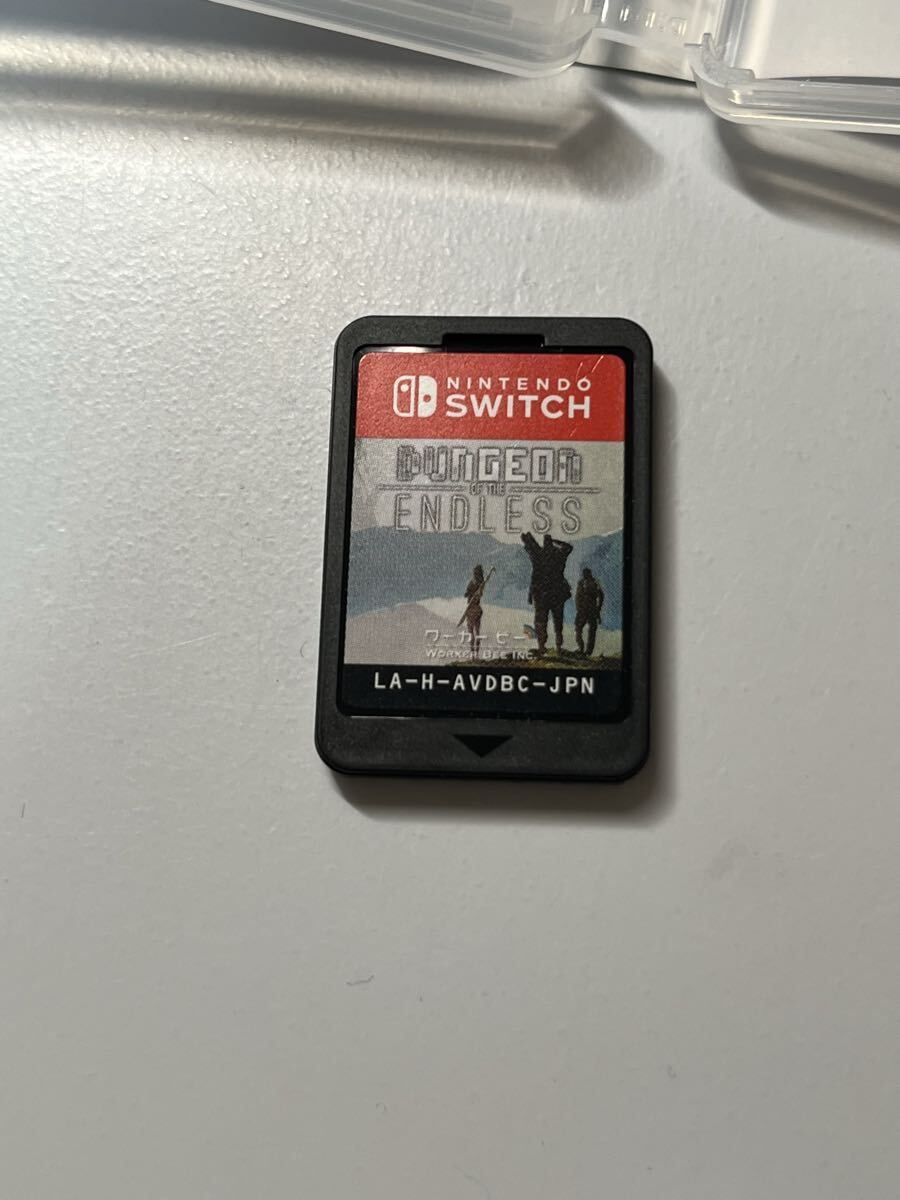 NINTENDO
SWITCH
DUNGEON
OF THE
ENDLESS
ワーカービー
WORKER BEE INC.
LA-H-AVDBC-JPN